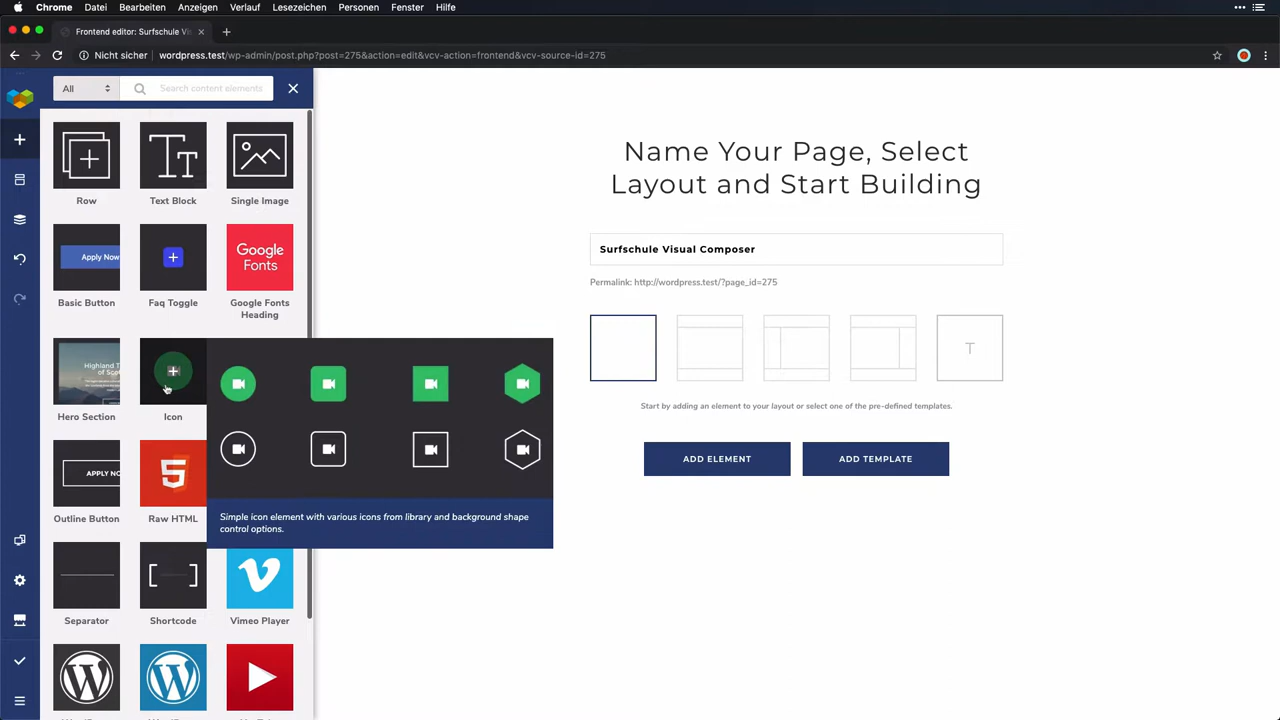 Chrome Datei Bearbeiten Anzeigen Verlauf Lesezeichen Personen Fenster Hilfe
Frontend editor: Surfschule Vi
Nicht sicher wordpress.test/wp-admin/post.php?post=275&action=edit&vcv-action=frontend&vcv-source-id=275
All
Search content elements
Row
Text Block
Single Image
Apply Now
Google
Fonts
Basic Button
Faq Toggle
Google Fonts
Heading
Hero Section
Icon
Simple icon element with various icons from library and background shape
control options.
APPLY NO
Outline Button
Raw HTML
Separator
Shortcode
Vimeo Player
Name Your Page, Select
Layout and Start Building
Surfschule Visual Composer
Permalink: http://wordpress.test/?page_id=275
T
Start by adding an element to your layout or select one of the pre-defined templates.
ADD ELEMENT
ADD TEMPLATE